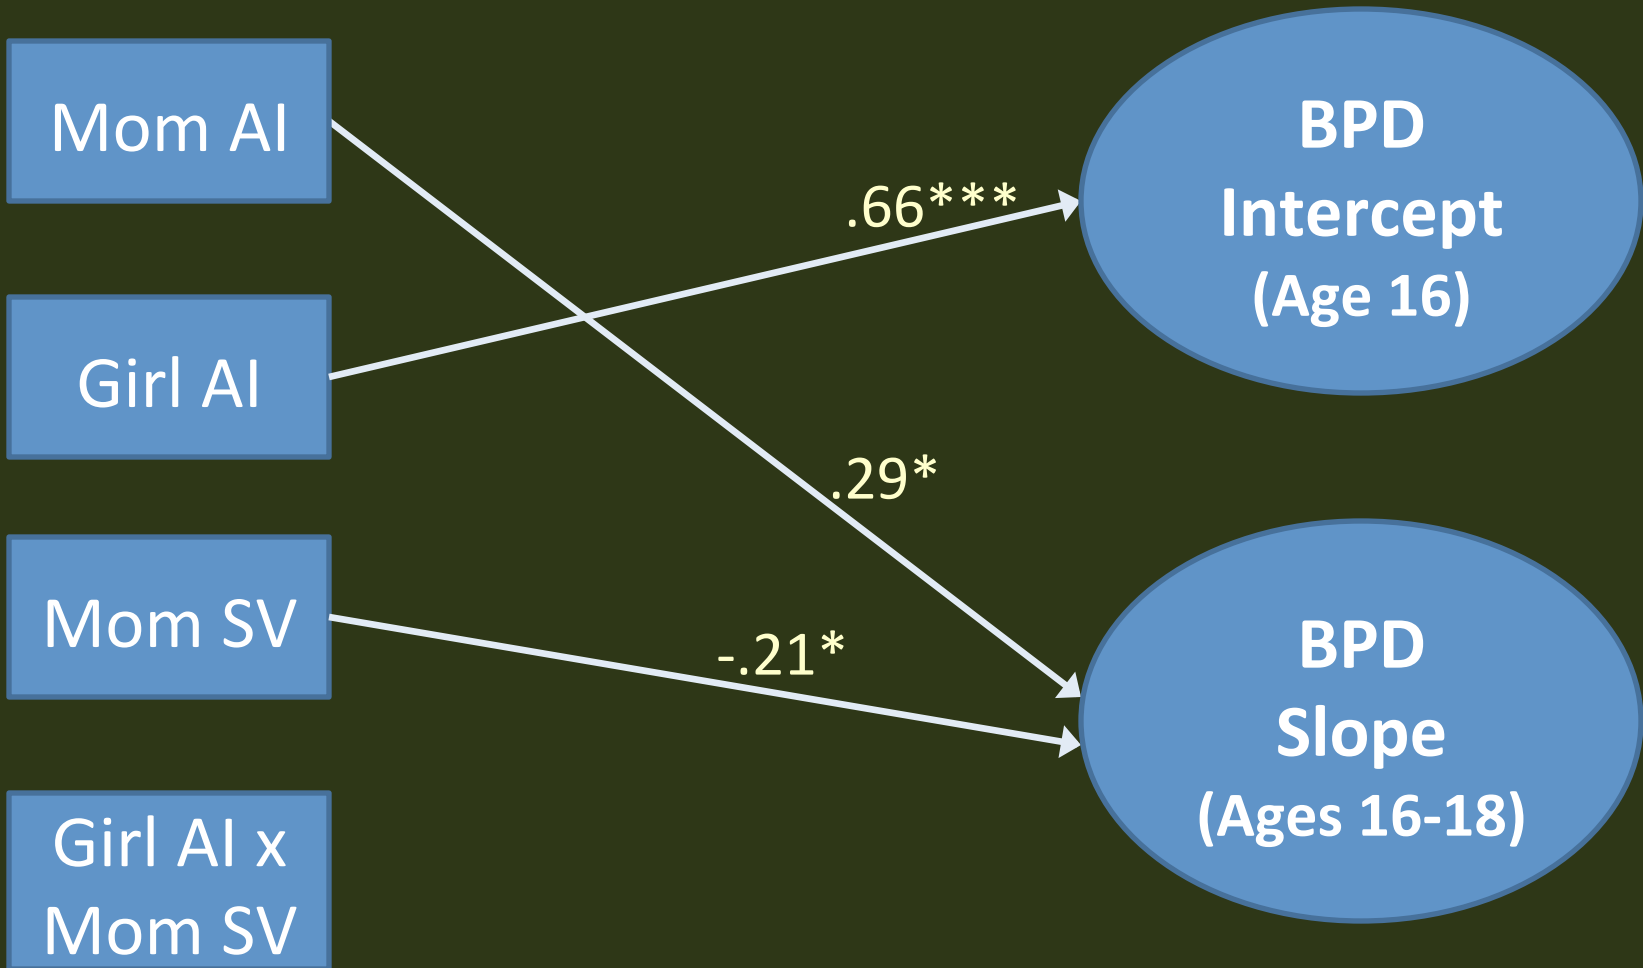 Mom AI
Girl AI
Mom SV
Girl AI x
Mom SV
.66***
.29*
-.21*
BPD
Intercept
(Age 16)
BPD
Slope
(Ages 16-18)